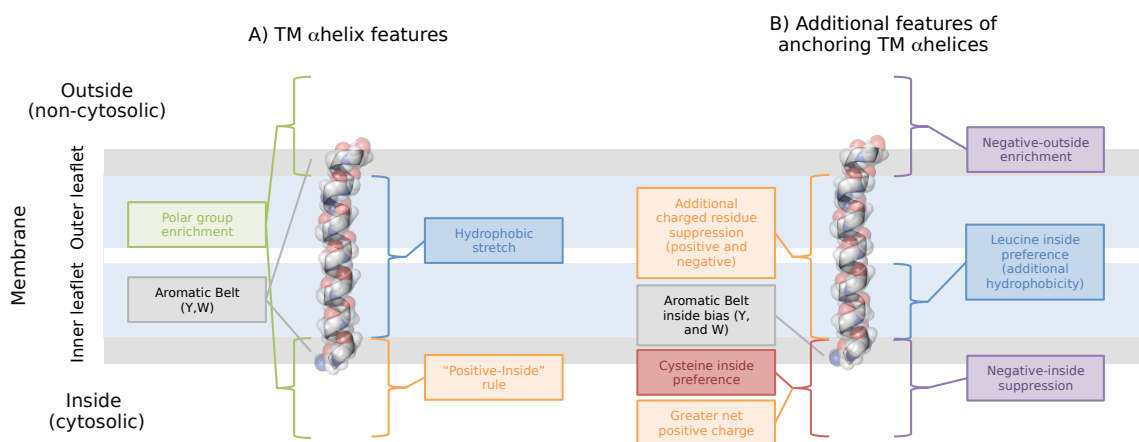 A) TM αhelix features
B) Additional features of
anchoring TM αhelices
Outside
(non-cytosolic)
Membrane
Outer leaflet
Inner leaflet
Inside
(cytosolic)
Polar group
enrichment
Aromatic Belt
(Y,W)
Hydrophobic
stretch
“Positive-Inside”
rule
Additional
charged residue
suppression
(positive and
negative)
Aromatic Belt
inside bias (Y,
and W)
Cysteine inside
preference
Greater net
positive charge
Negative-outside
enrichment
Leucine inside
preference
(additional
hydrophobicity)
Negative-inside
suppression